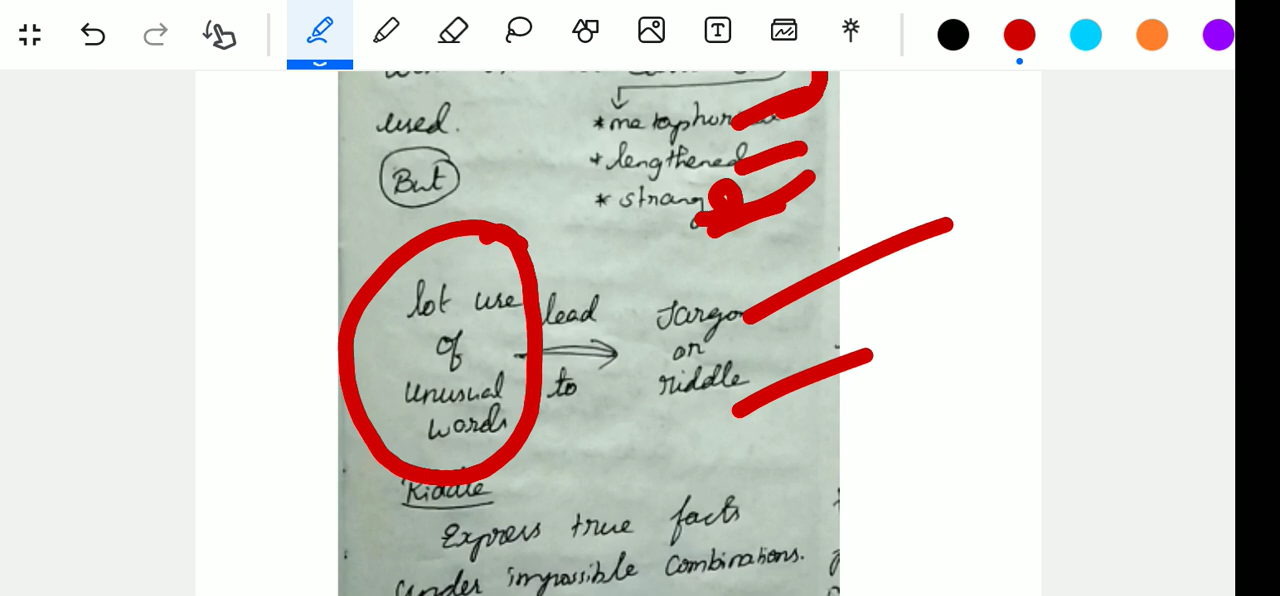 used.
* metaphor
* lengthened
But
* strang
lot use
of
unusual
words
lead
to
Jargon
or
riddle
Riddle
Express true facts
under impossible combinations.